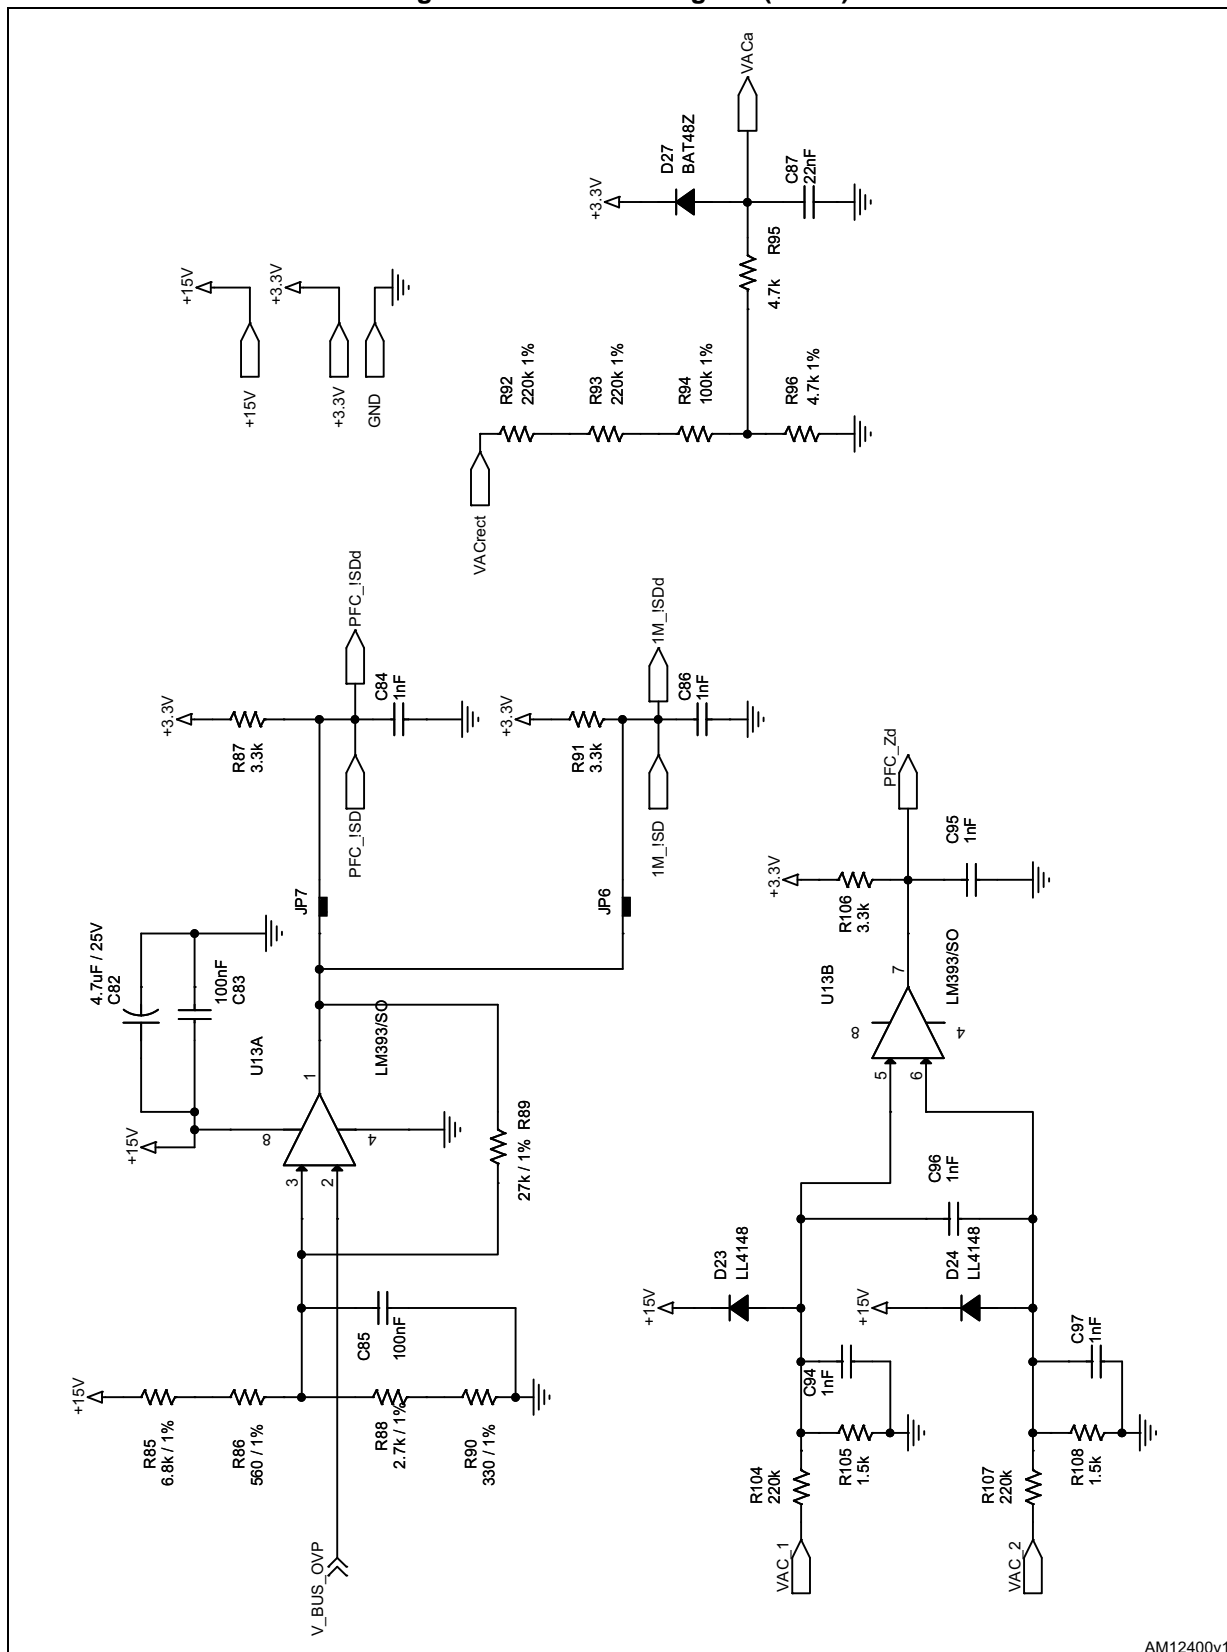 +15V
+15V
+3.3V
+3.3V
GND
VACrect
R92
220k 1%
R93
220k 1%
R94
100k 1%
R96
4.7k 1%
R95
4.7k
+3.3V
D27
BAT48Z
C87
22nF
VACa
4.7uF / 25V
C82
100nF
C83
+15V
U13A
LM393/SO
8
4
3
2
1
27k / 1% R89
+15V
R85
6.8k / 1%
R86
560 / 1%
R88
2.7k / 1%
R90
330 / 1%
C85
100nF
V_BUS_OVP
JP7
JP6
+3.3V
R87
3.3k
PFC_!SD
PFC_!SDd
C84
1nF
+3.3V
R91
3.3k
1M_!SD
1M_!SDd
C86
1nF
VAC_1
R104
220k
R105
1.5k
C94
1nF
+15V
D23
LL4148
VAC_2
R107
220k
R108
1.5k
C97
1nF
+15V
D24
LL4148
C96
1nF
5
6
8
4
7
U13B
LM393/SO
+3.3V
R106
3.3k
C95
1nF
PFC_Zd
AM12400v1